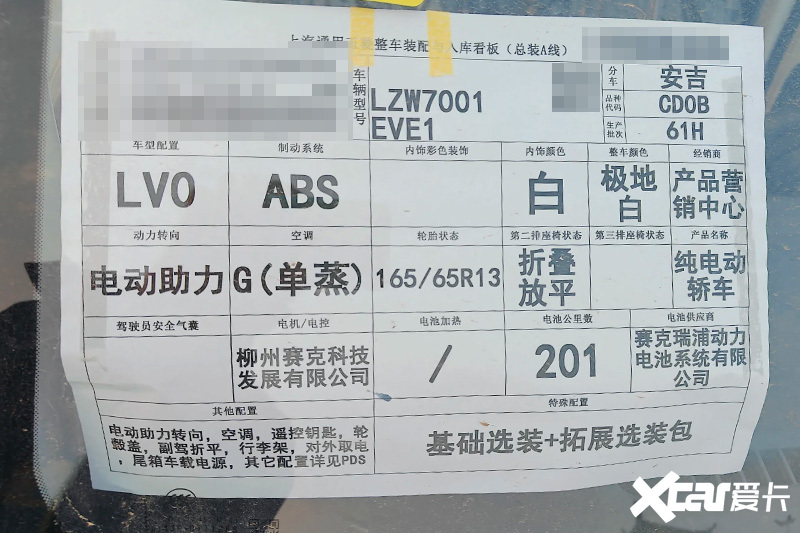 上海通用五菱整车装配与入库看板（总装A线）
车辆型号
LZW7001
EVE1
分车
安吉
品种代码
CD0B
生产批次
61H
车型配置
制动系统
内饰彩色装饰
内饰颜色
整车颜色
经销商
LV0
ABS
白
极地
白
产品营
销中心
动力转向
空调
轮胎状态
第二排座椅状态
第三排座椅状态
产品名称
电动助力
G(单蒸)
165/65R13
折叠
放平
纯电动
轿车
驾驶员安全气囊
电机/电控
电池加热
电池公里数
电池供应商
柳州赛克科技
发展有限公司
/
201
赛克瑞浦动力
电池系统有限
公司
其他配置
特殊配置
电动助力转向，空调，遥控钥匙，轮
毂盖，副驾折平，行李架，对外取电
，尾箱车载电源，其它配置详见PDS
基础选装+拓展选装包
Xcar爱卡